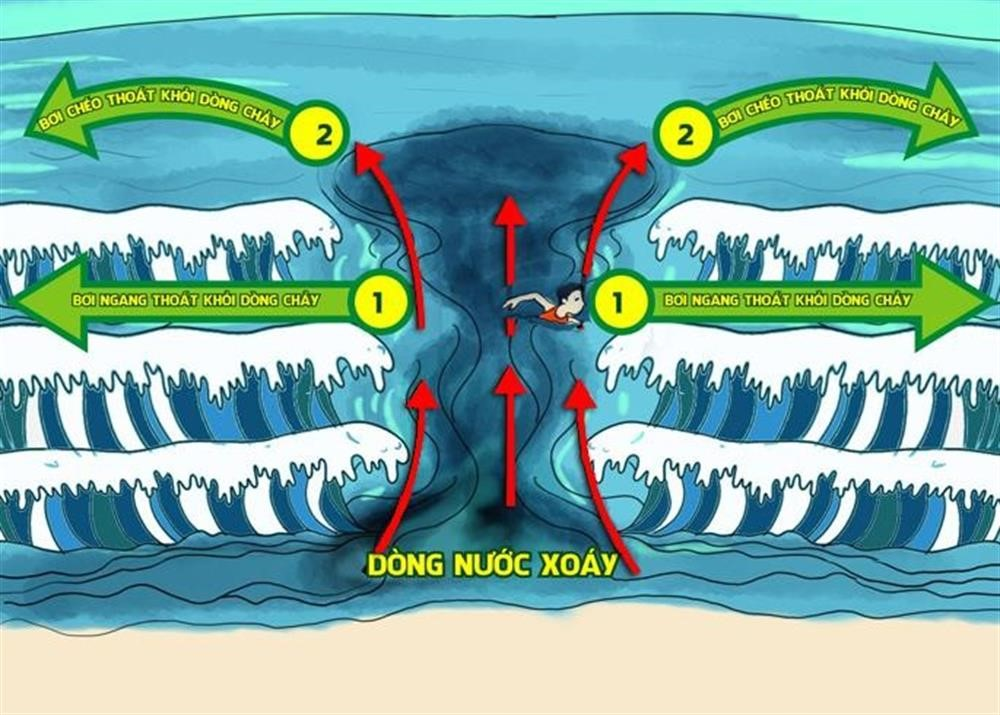 BƠI CHÉO THOÁT KHỎI DÒNG CHẢY
2
2
BƠI CHÉO THOÁT KHỎI DÒNG CHẢY
BƠI NGANG THOÁT KHỎI DÒNG CHẢY
1
1
BƠI NGANG THOÁT KHỎI DÒNG CHẢY
DÒNG NƯỚC XOÁY